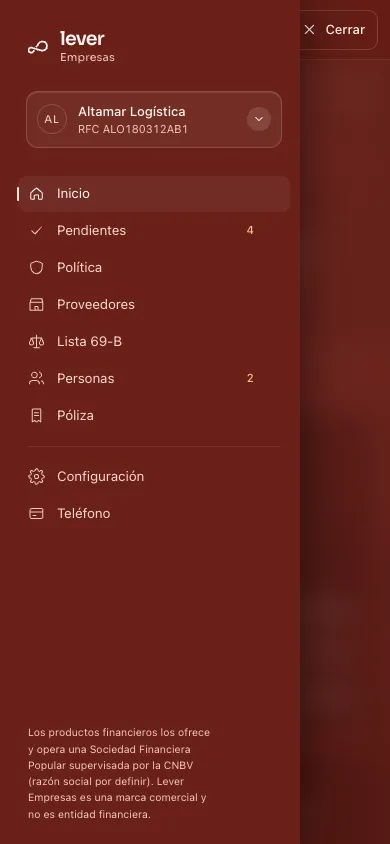 lever
Empresas
Cerrar
AL
Altamar Logística
RFC ALO180312AB1
Inicio
Pendientes 4
Política
Proveedores
Lista 69-B
Personas 2
Póliza
Configuración
Teléfono
Los productos financieros los ofrece
y opera una Sociedad Financiera
Popular supervisada por la CNBV
(razón social por definir). Lever
Empresas es una marca comercial y
no es entidad financiera.